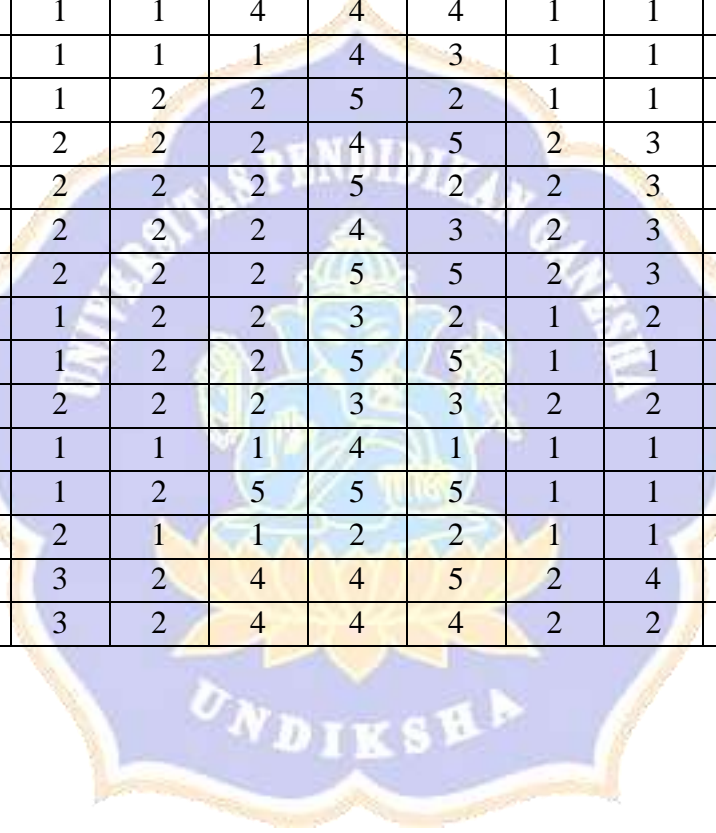 1 1 4 4 4 1 1
1 1 1 4 3 1 1
1 2 2 5 2 1 1
2 2 2 4 5 2 3
2 2 2 5 2 2 3
2 2 2 4 3 2 3
2 2 2 5 5 2 3
1 2 2 3 2 1 2
1 2 2 5 5 1 1
2 2 2 3 3 2 2
1 1 1 4 1 1 1
1 2 5 5 5 1 1
2 1 1 2 2 1 1
3 2 4 4 5 2 4
3 2 4 4 4 2 2
UNIVERSITAS PENDIDIKAN GANESHA
UNDIKSHA